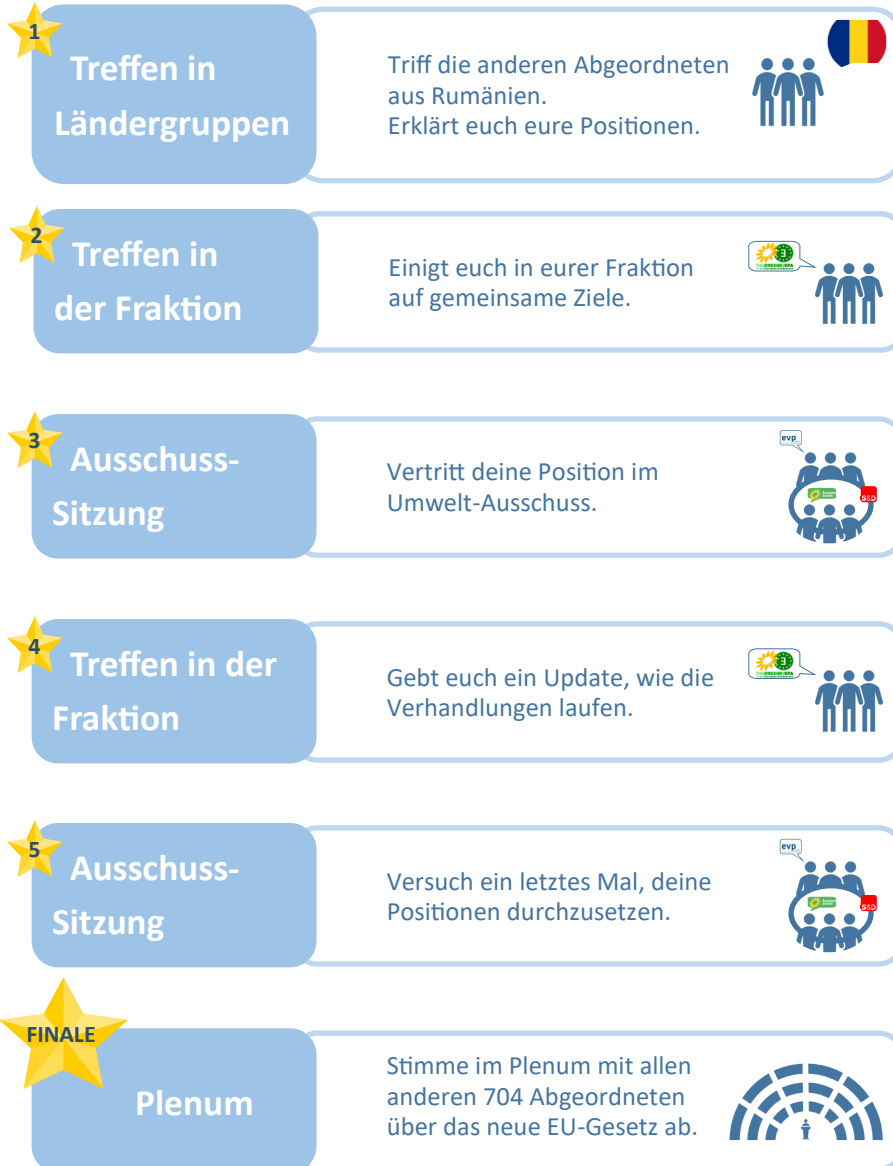 1
Treffen in
Ländergruppen
Triff die anderen Abgeordneten
aus Rumänien.
Erklärt euch eure Positionen.
2
Treffen in
der Fraktion
Einigt euch in eurer Fraktion
auf gemeinsame Ziele.
3
Ausschuss-
Sitzung
Vertritt deine Position im
Umwelt-Ausschuss.
evp
S&D
4
Treffen in der
Fraktion
Gebt euch ein Update, wie die
Verhandlungen laufen.
5
Ausschuss-
Sitzung
Versuch ein letztes Mal, deine
Positionen durchzusetzen.
evp
S&D
FINALE
Plenum
Stimme im Plenum mit allen
anderen 704 Abgeordneten
über das neue EU-Gesetz ab.